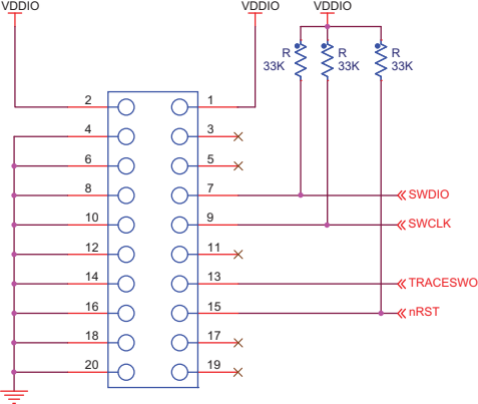 VDDIO VDDIO VDDIO
R R R
33K 33K 33K
2 1
4 3
6 5
8 7 SWDIO
10 9 SWCLK
12 11
14 13 TRACESWO
16 15 nRST
18 17
20 19